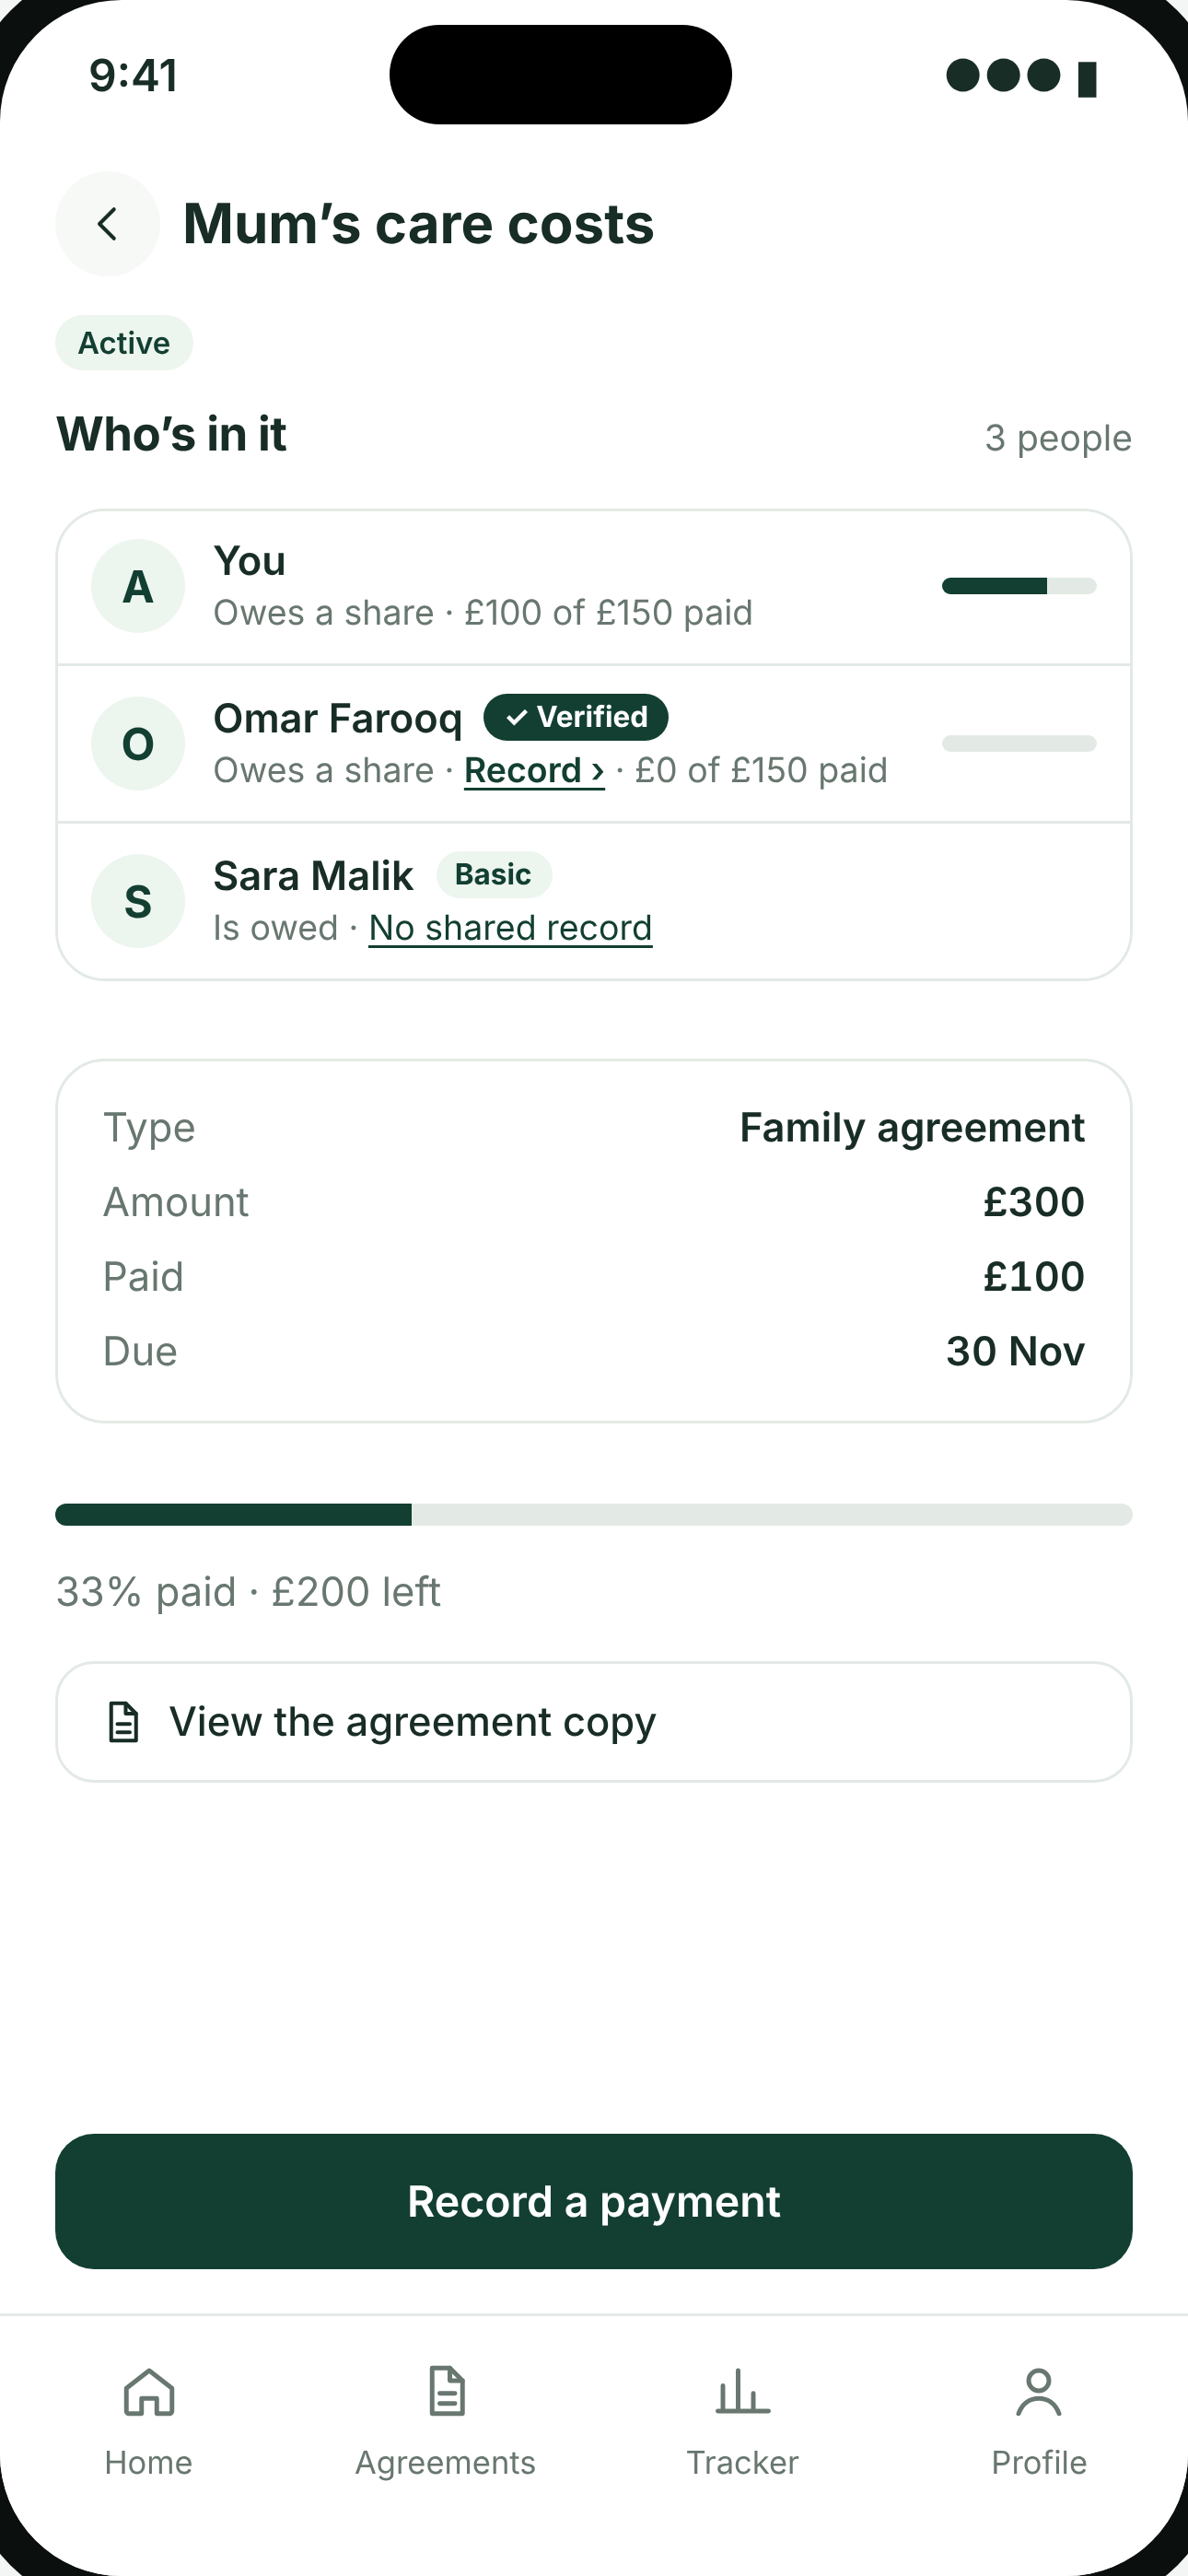 9:41
Mum’s care costs
Active
Who’s in it
3 people
A
You
Owes a share · £100 of £150 paid
O
Omar Farooq
✓ Verified
Owes a share · Record › · £0 of £150 paid
S
Sara Malik
Basic
Is owed · No shared record
Type
Family agreement
Amount
£300
Paid
£100
Due
30 Nov
33% paid · £200 left
View the agreement copy
Record a payment
Home
Agreements
Tracker
Profile